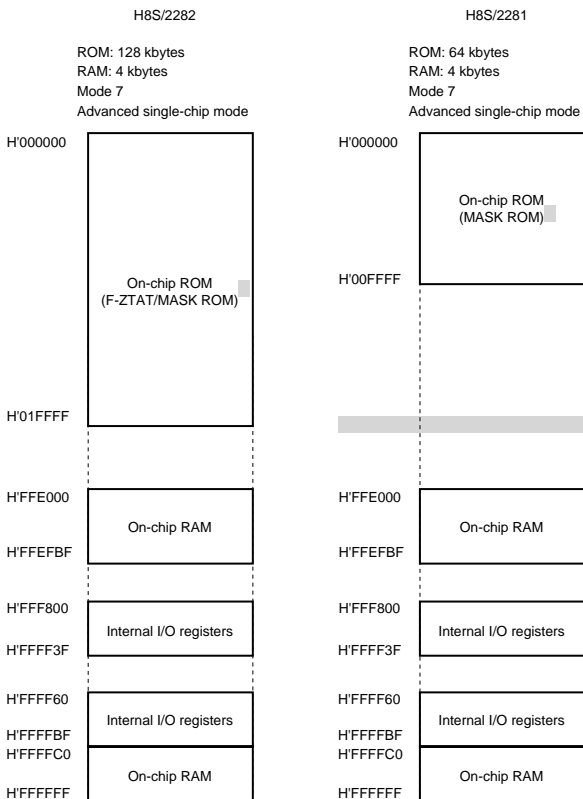 H8S/2282
ROM: 128 kbytes
RAM: 4 kbytes
Mode 7
Advanced single-chip mode
H'000000
On-chip ROM
(F-ZTAT/MASK ROM)
H'01FFFF
H'FFE000
On-chip RAM
H'FFEFBF
H'FFF800
Internal I/O registers
H'FFFF3F
H'FFFF60
Internal I/O registers
H'FFFFBF
H'FFFFC0
On-chip RAM
H'FFFFFF
H8S/2281
ROM: 64 kbytes
RAM: 4 kbytes
Mode 7
Advanced single-chip mode
H'000000
On-chip ROM
(MASK ROM)
H'00FFFF
H'FFE000
On-chip RAM
H'FFEFBF
H'FFF800
Internal I/O registers
H'FFFF3F
H'FFFF60
Internal I/O registers
H'FFFFBF
H'FFFFC0
On-chip RAM
H'FFFFFF